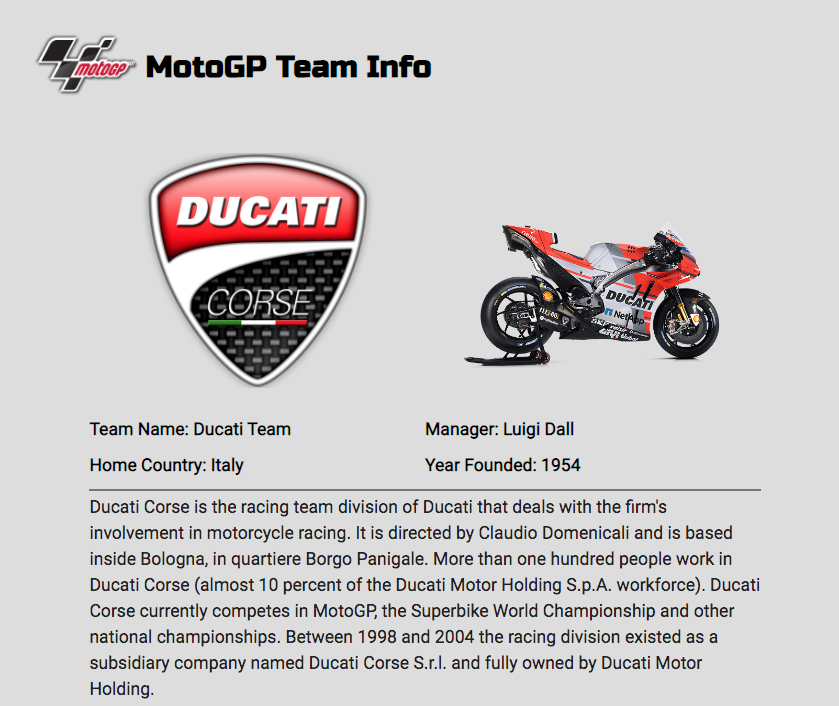 motoGP
MotoGP Team Info
DUCATI
CORSE
DUCATI
NetApp
Team Name: Ducati Team
Manager: Luigi Dall
Home Country: Italy
Year Founded: 1954
Ducati Corse is the racing team division of Ducati that deals with the firm's
involvement in motorcycle racing. It is directed by Claudio Domenicali and is based
inside Bologna, in quartiere Borgo Panigale. More than one hundred people work in
Ducati Corse (almost 10 percent of the Ducati Motor Holding S.p.A. workforce). Ducati
Corse currently competes in MotoGP, the Superbike World Championship and other
national championships. Between 1998 and 2004 the racing division existed as a
subsidiary company named Ducati Corse S.r.l. and fully owned by Ducati Motor
Holding.